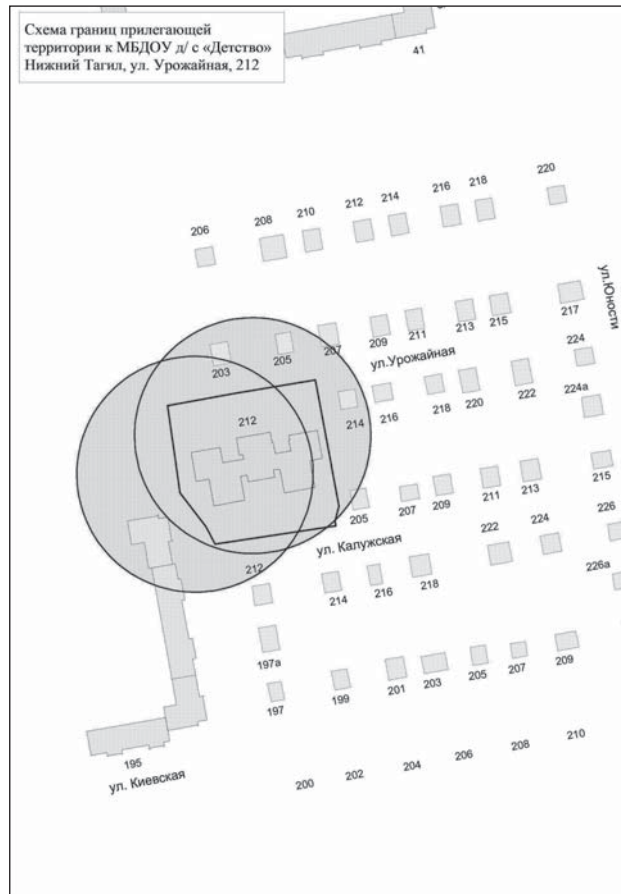 Схема границ прилегающей
территории к МБДОУ д/ с «Детство»
Нижний Тагил, ул. Урожайная, 212
41
206 208 210 212 214 216 218 220
ул.Юности
203 205 207 209 211 213 215 217
ул.Урожайная
212 214 216 218 220 222 224
224а
205 207 209 211 213 215
ул. Калужская
212 214 216 218 222 224 226
226а
197а
197 199 201 203 205 207 209
195
ул. Киевская
200 202 204 206 208 210